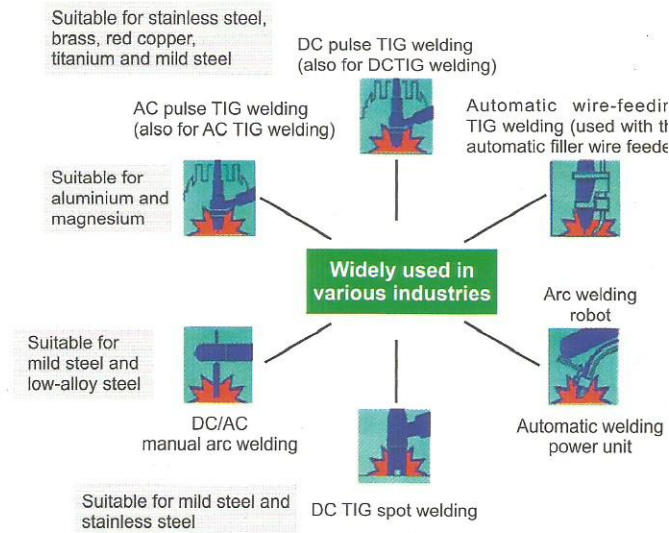 Suitable for stainless steel,
brass, red copper,
titanium and mild steel
DC pulse TIG welding
(also for DCTIG welding)
AC pulse TIG welding
(also for AC TIG welding)
Automatic wire-feedin
TIG welding (used with th
automatic filler wire feede
Suitable for
aluminium and
magnesium
Widely used in
various industries
Arc welding
robot
Suitable for
mild steel and
low-alloy steel
DC/AC
manual arc welding
Automatic welding
power unit
Suitable for mild steel and
stainless steel
DC TIG spot welding